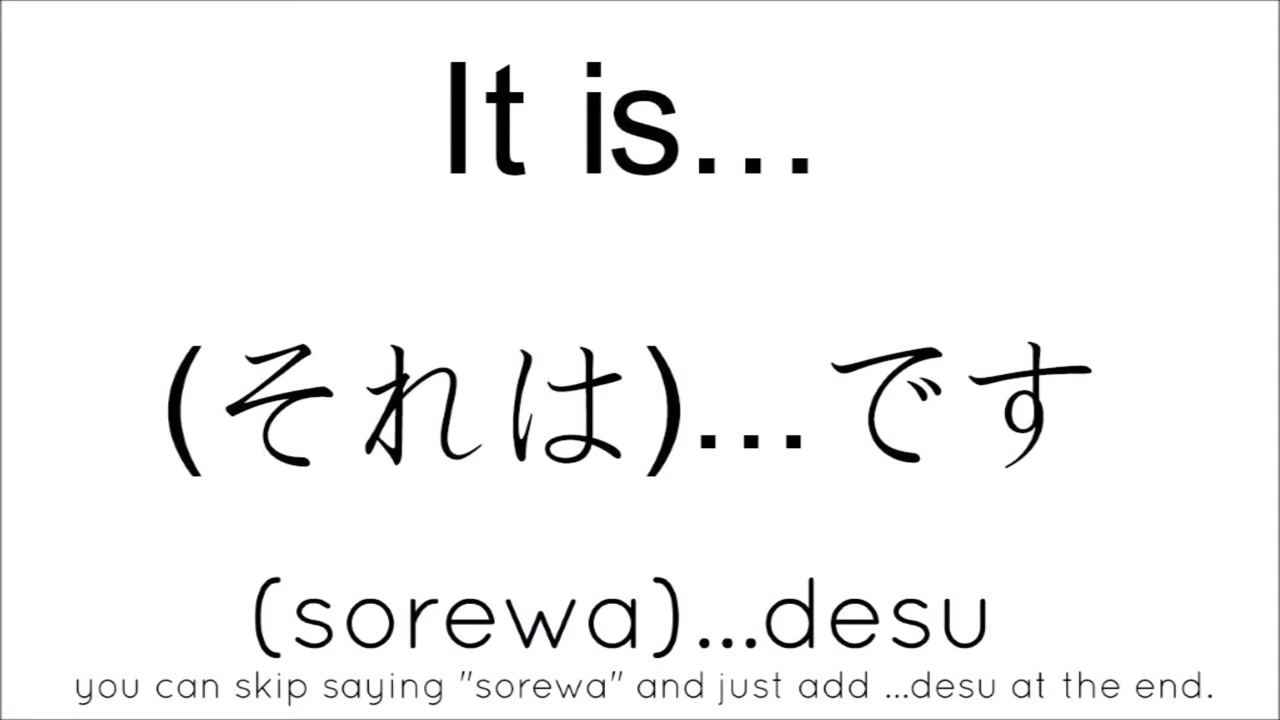 It is...
(それは)...です
(sorewa)...desu
you can skip saying "sorewa" and just add ...desu at the end.